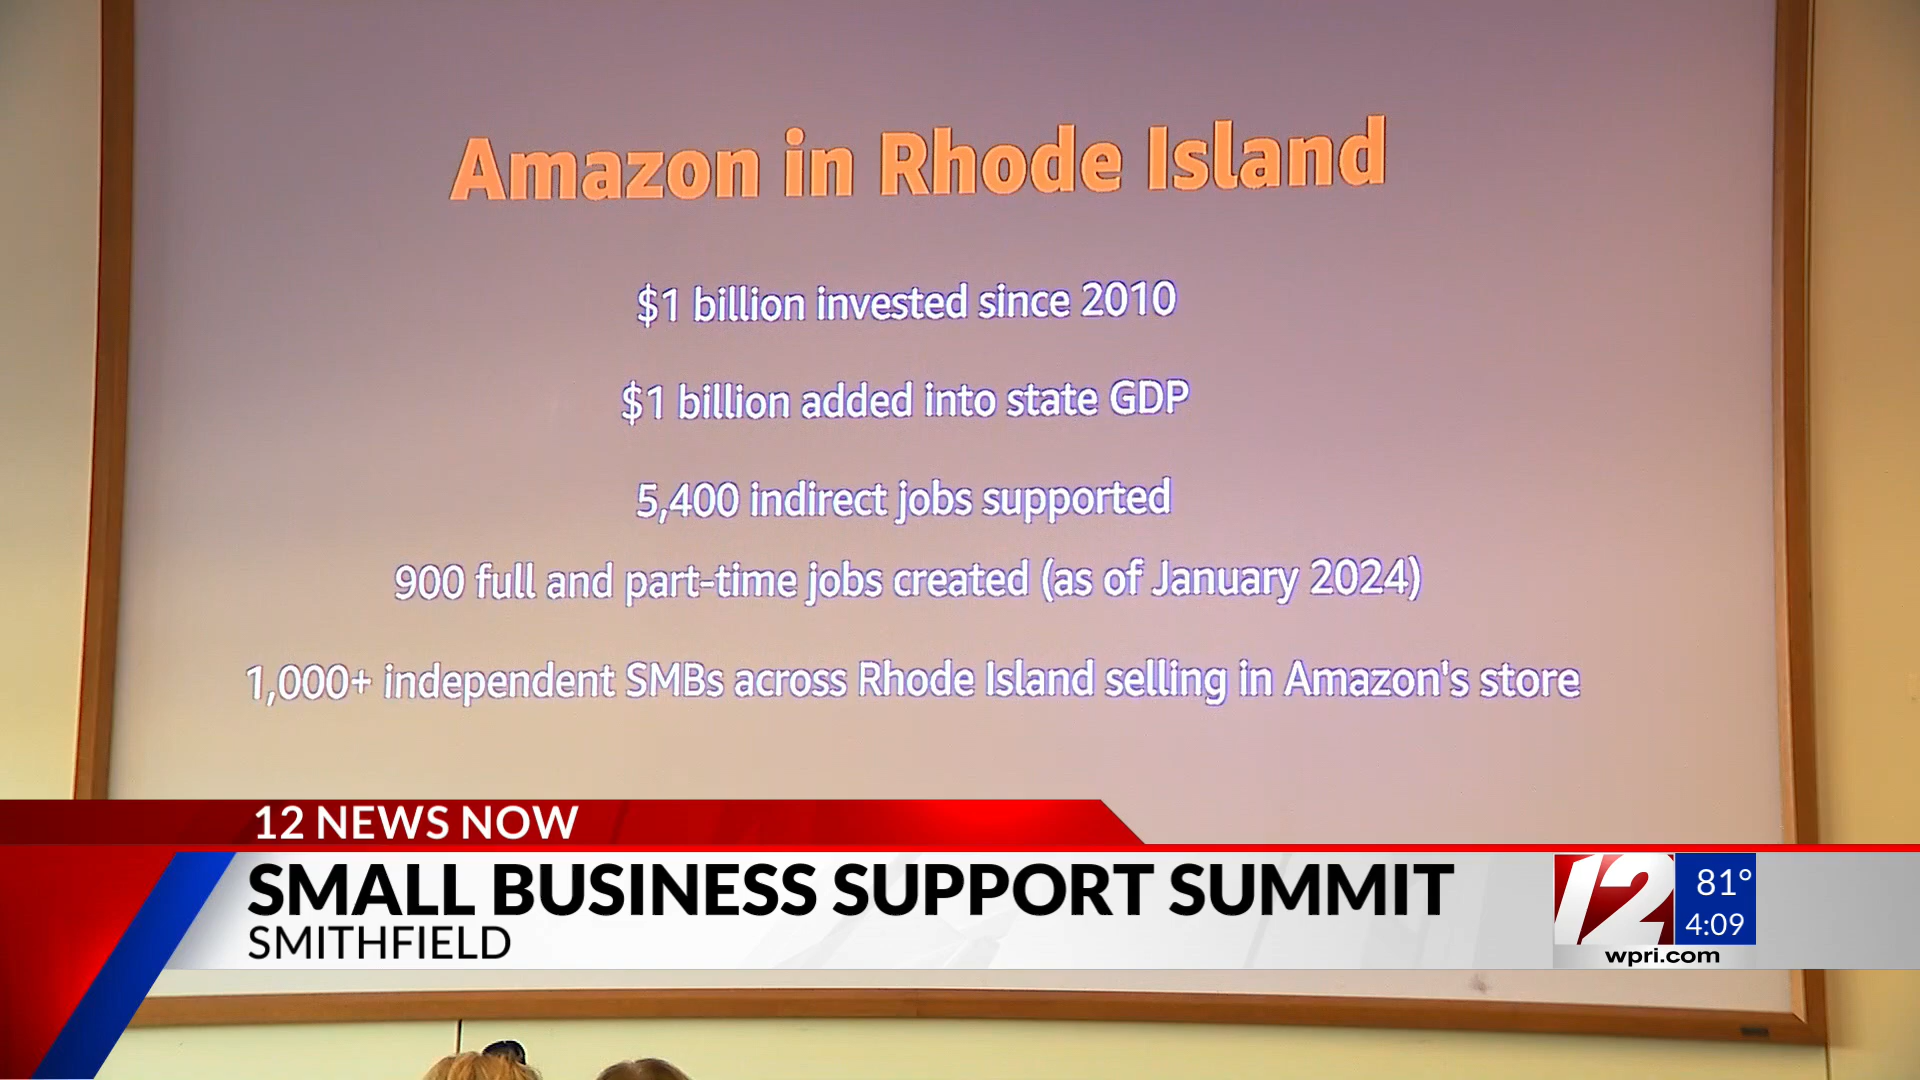 Amazon in Rhode Island
$1 billion invested since 2010
$1 billion added into state GDP
5,400 indirect jobs supported
900 full and part-time jobs created (as of January 2024)
1,000+ independent SMBs across Rhode Island selling in Amazon's store
12 NEWS NOW
SMALL BUSINESS SUPPORT SUMMIT
SMITHFIELD
12
81°
4:09
wpri.com